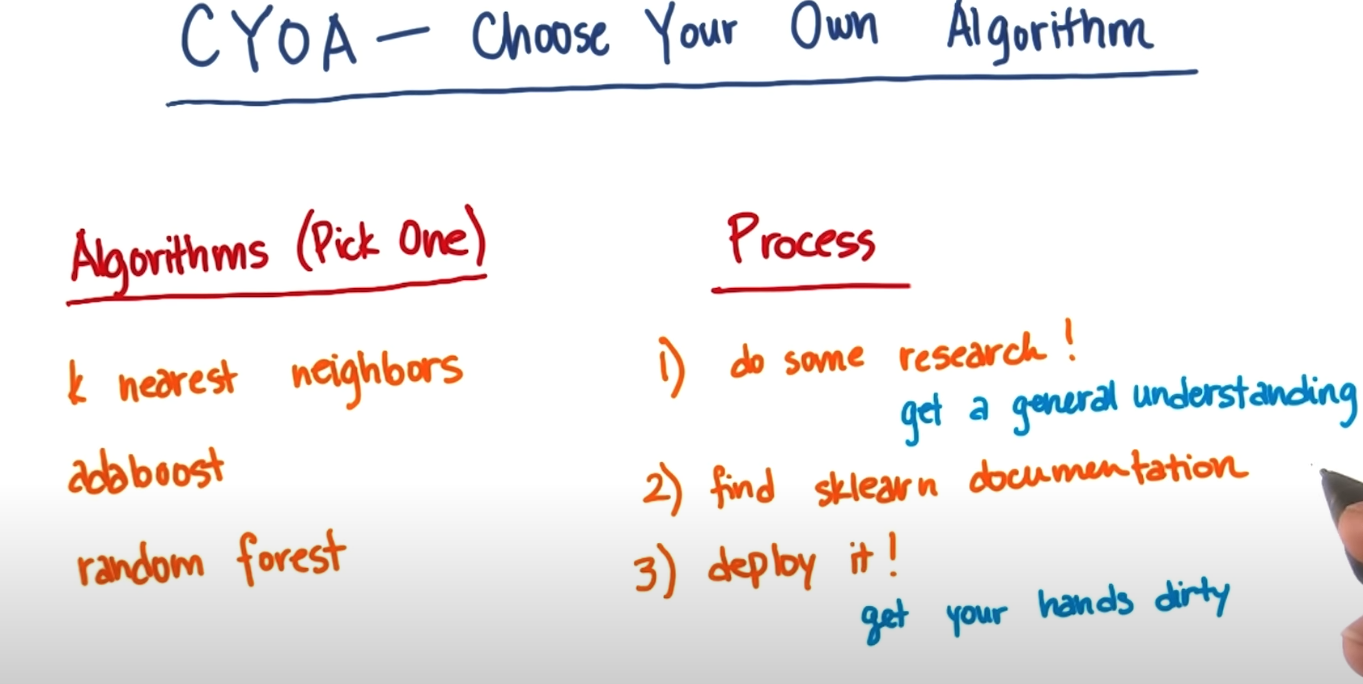 CYOA — Choose Your Own Algorithm
Algorithms (Pick One)
k nearest neighbors
adaboost
random forest
Process
1) do some research!
get a general understanding
2) find sklearn documentation
3) deploy it!
get your hands dirty